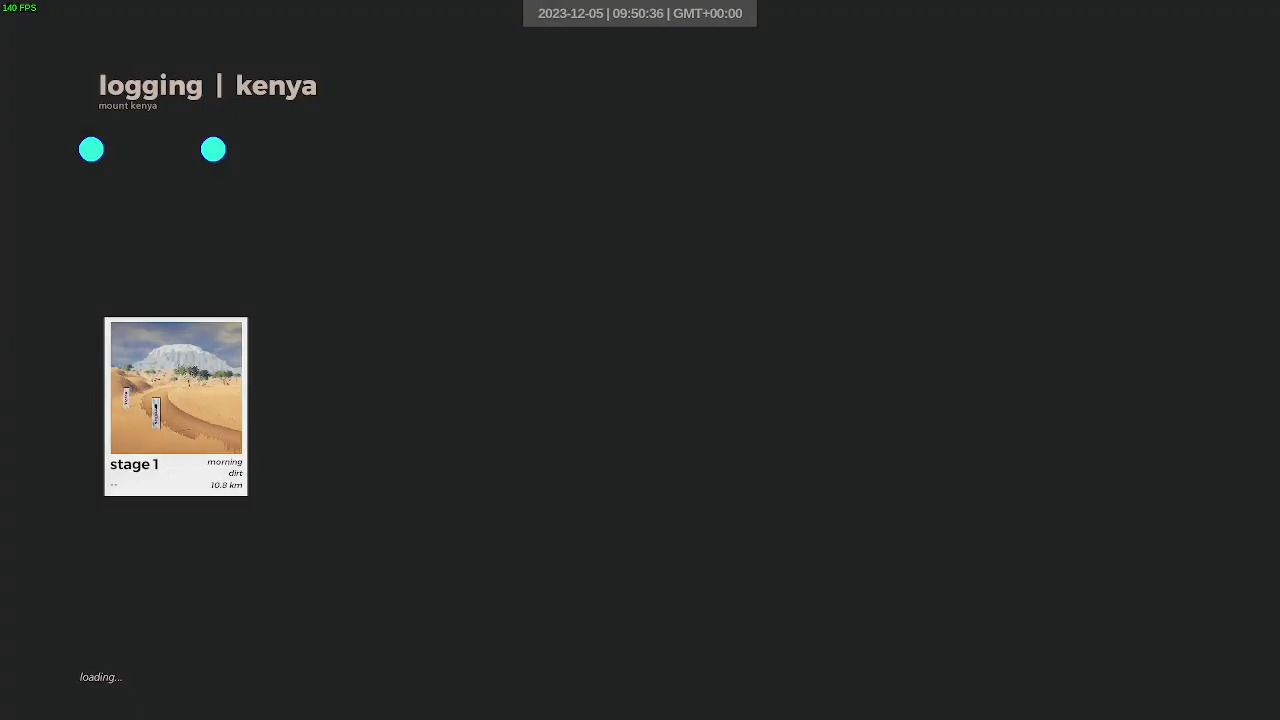 140 FPS
2023-12-05 | 09:50:36 | GMT+00:00
logging | kenya
mount kenya
stage 1
morning
dirt
--
10.8 km
loading...